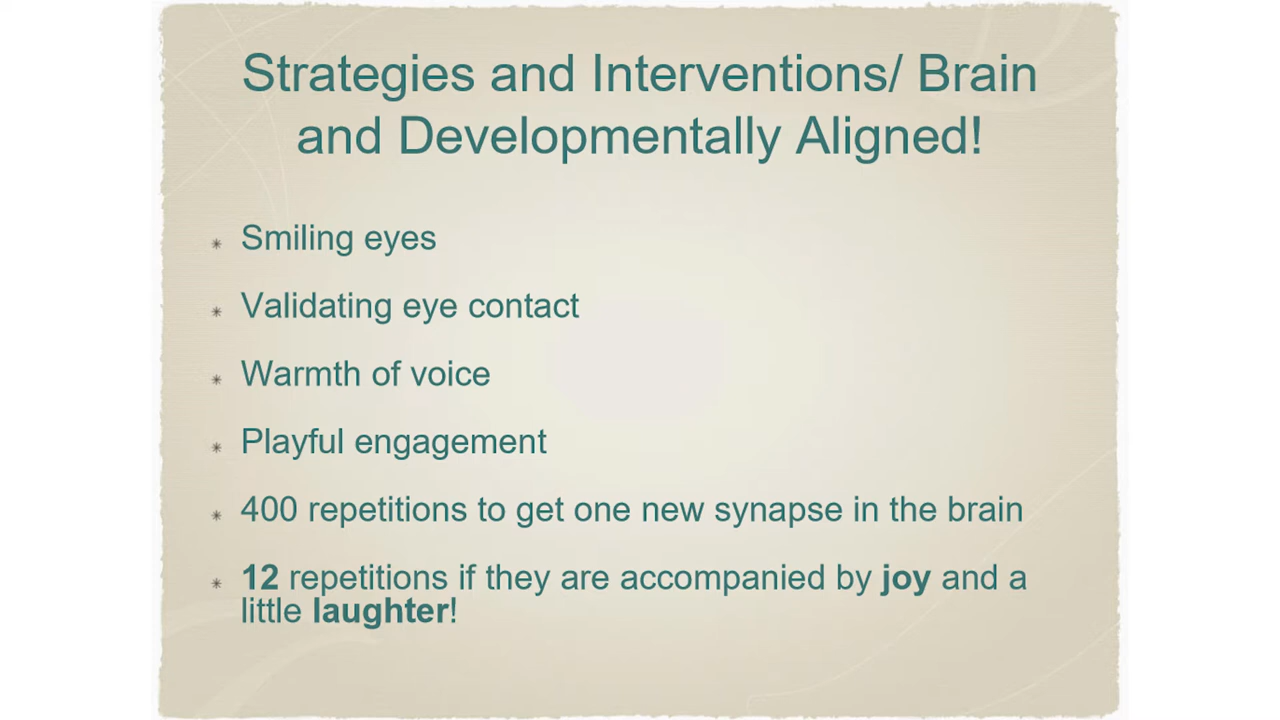 Strategies and Interventions/ Brain
and Developmentally Aligned!
Smiling eyes
Validating eye contact
Warmth of voice
Playful engagement
400 repetitions to get one new synapse in the brain
12 repetitions if they are accompanied by joy and a
little laughter!